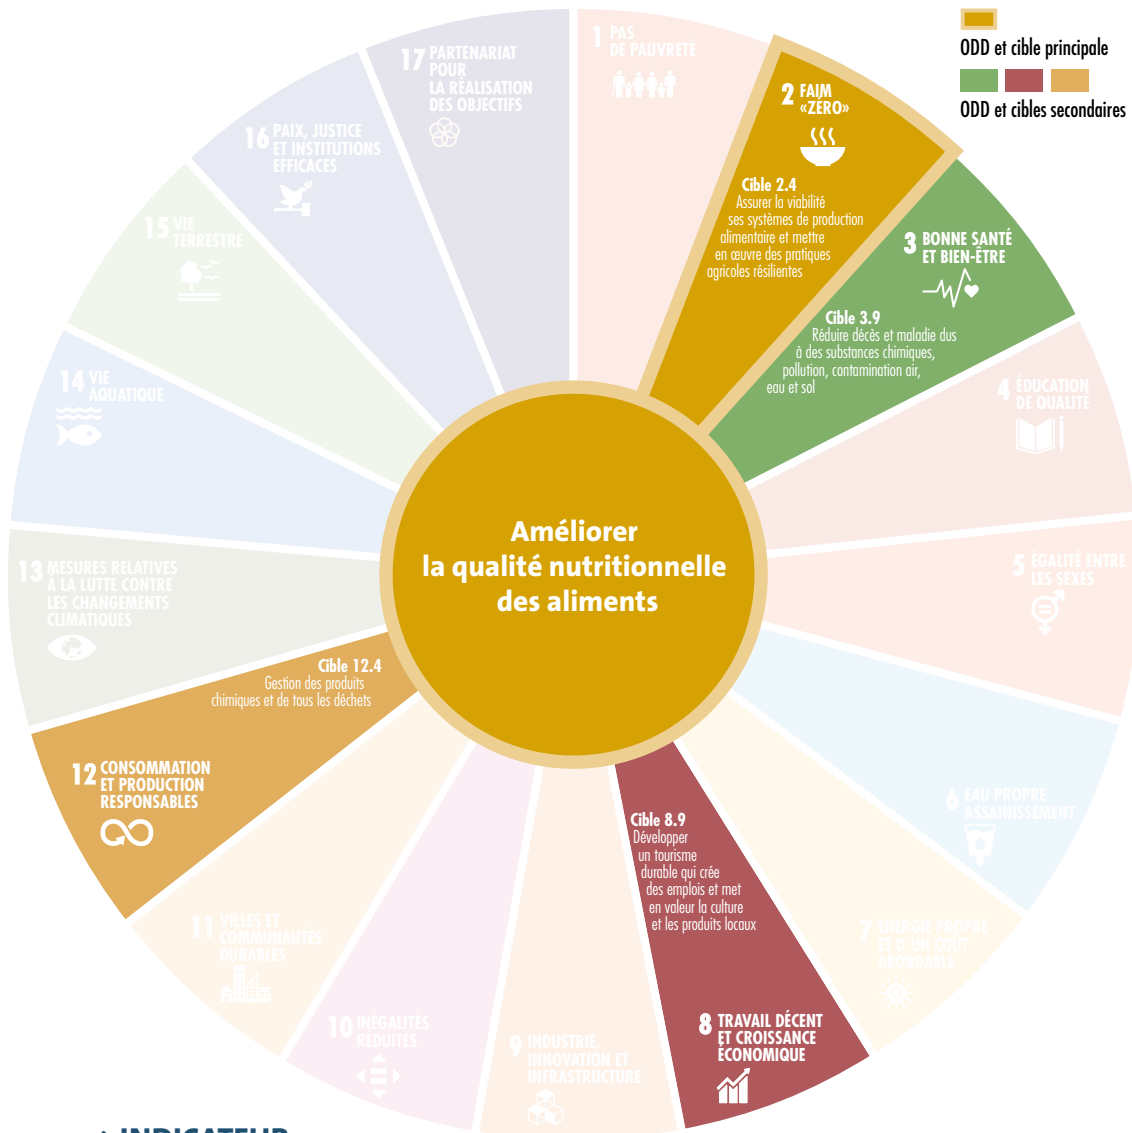 1 PAS
DE PAUVRETÉ
2 FAIM
«ZÉRO»
Cible 2.4
Assurer la viabilité
ses systèmes de production
alimentaire et mettre
en œuvre des pratiques
agricoles résilientes
3 BONNE SANTÉ
ET BIEN-ÊTRE
Cible 3.9
Réduire décès et maladie dus
à des substances chimiques,
pollution, contamination air,
eau et sol
4 ÉDUCATION
DE QUALITÉ
5 ÉGALITÉ ENTRE
LES SEXES
6 EAU PROPRE
ASSAINISSEMENT
7 ÉNERGIE PROPRE
ET D'UN COÛT
ABORDABLE
8 TRAVAIL DÉCENT
ET CROISSANCE
ÉCONOMIQUE
Cible 8.9
Développer
un tourisme
durable qui crée
des emplois et met
en valeur la culture
et les produits locaux
9 INDUSTRIE,
INNOVATION ET
INFRASTRUCTURE
10 INÉGALITÉS
RÉDUITES
11 VILLES ET
COMMUNAUTÉS
DURABLES
12 CONSOMMATION
ET PRODUCTION
RESPONSABLES
Cible 12.4
Gestion des produits
chimiques et de tous les déchets
13 MESURES RELATIVES
À LA LUTTE CONTRE
LES CHANGEMENTS
CLIMATIQUES
14 VIE
AQUATIQUE
15 VIE
TERRESTRE
16 PAIX, JUSTICE
ET INSTITUTIONS
EFFICACES
17 PARTENARIAT
POUR
LA RÉALISATION
DES OBJECTIFS
Améliorer
la qualité nutritionnelle
des aliments
ODD et cible principale
ODD et cibles secondaires
INDICATEUR